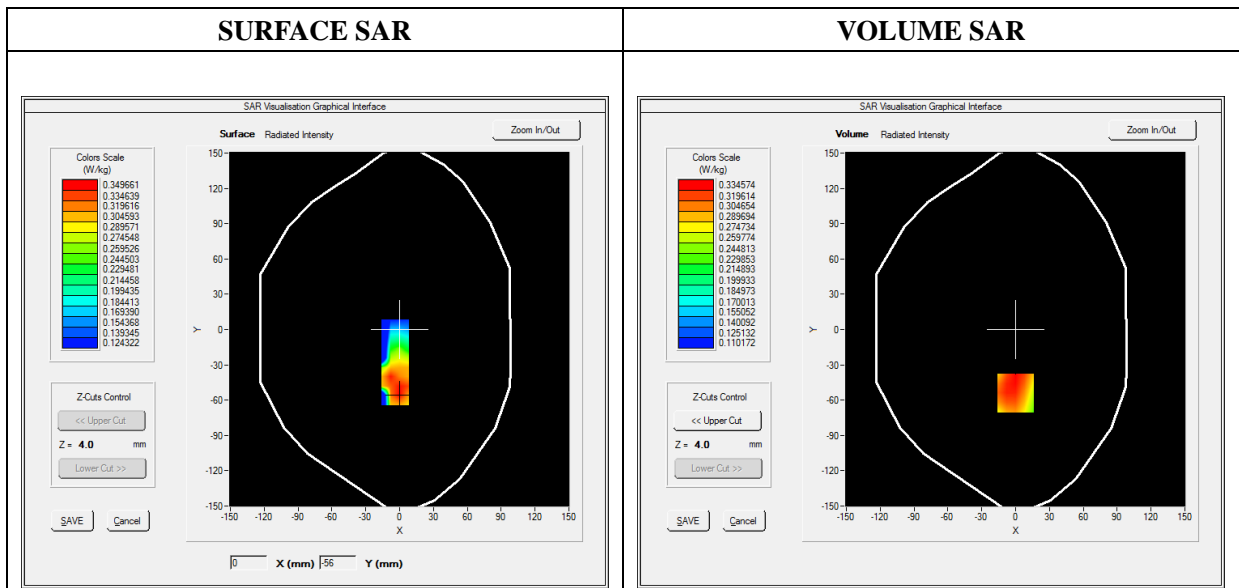 SURFACE SAR
VOLUME SAR
SAR Visualisation Graphical Interface
Surface Radiated Intensity
Zoom In/Out
Colors Scale
(W/kg)
0.349661
0.334639
0.319616
0.304593
0.289571
0.274548
0.259526
0.244503
0.229481
0.214458
0.199435
0.184413
0.169390
0.154368
0.139345
0.124322
Z-Cuts Control
<< Upper Cut
Z = 4.0 mm
Lower Cut >>
SAVE
Cancel
150
120
90
60
30
0
-30
-60
-90
-120
-150
Y
-150 -120 -90 -60 -30 0 30 60 90 120 150
X
0 X (mm) -56 Y (mm)
SAR Visualisation Graphical Interface
Volume Radiated Intensity
Zoom In/Out
Colors Scale
(W/kg)
0.334574
0.319614
0.304654
0.289694
0.274734
0.259774
0.244813
0.229853
0.214893
0.199933
0.184973
0.170013
0.155052
0.140092
0.125132
0.110172
Z-Cuts Control
<< Upper Cut
Z = 4.0 mm
Lower Cut >>
SAVE
Cancel
150
120
90
60
30
0
-30
-60
-90
-120
-150
Y
-150 -120 -90 -60 -30 0 30 60 90 120 150
X